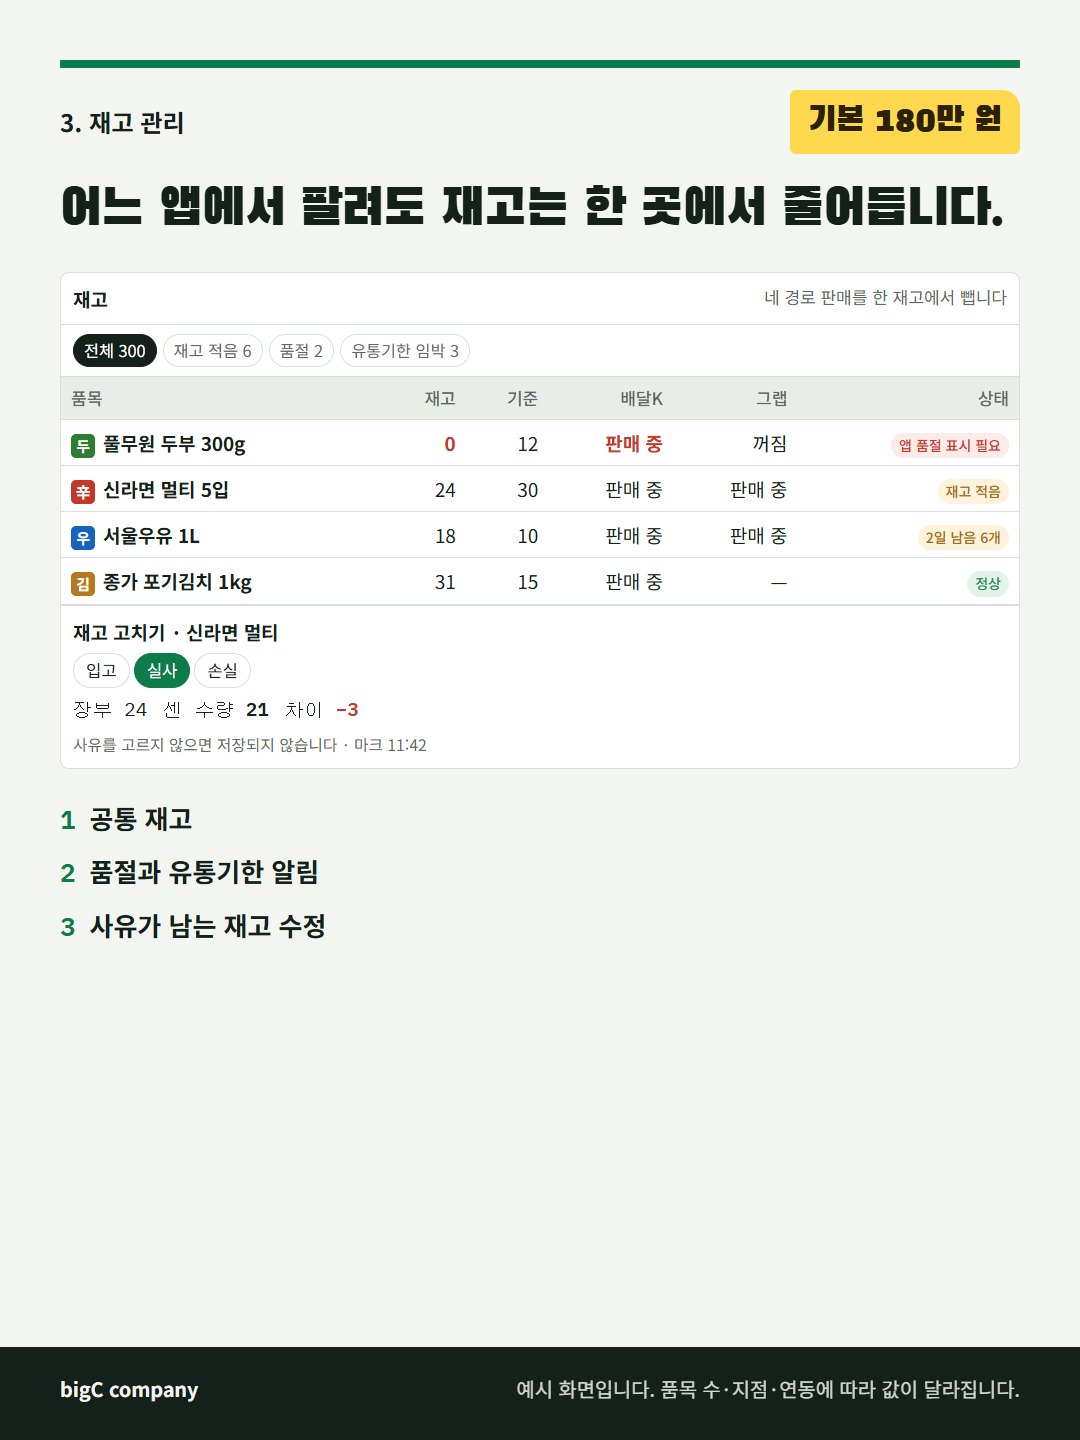 3. 재고 관리
기본 180만 원
어느 앱에서 팔려도 재고는 한 곳에서 줄어듭니다.
재고 네 경로 판매를 한 재고에서 뺍니다
전체 300 재고 적음 6 품절 2 유통기한 임박 3
품목 재고 기준 배달K 그랩 상태
두 풀무원 두부 300g 0 12 판매 중 꺼짐 앱 품절 표시 필요
辛 신라면 멀티 5입 24 30 판매 중 판매 중 재고 적음
우 서울우유 1L 18 10 판매 중 판매 중 2일 남음 6개
김 종가 포기김치 1kg 31 15 판매 중 — 정상
재고 고치기 · 신라면 멀티
입고 실사 손실
장부 24 센 수량 21 차이 −3
사유를 고르지 않으면 저장되지 않습니다 · 마크 11:42
1 공통 재고
2 품절과 유통기한 알림
3 사유가 남는 재고 수정
bigC company 예시 화면입니다. 품목 수·지점·연동에 따라 값이 달라집니다.